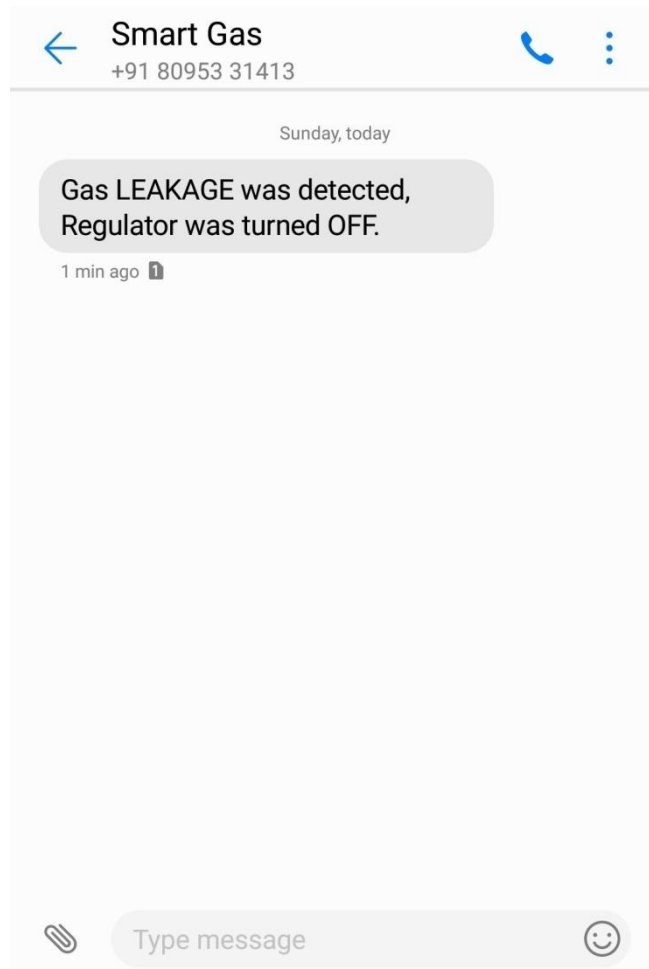 Smart Gas
+91 80953 31413
Sunday, today
Gas LEAKAGE was detected,
Regulator was turned OFF.
1 min ago 1
Type message